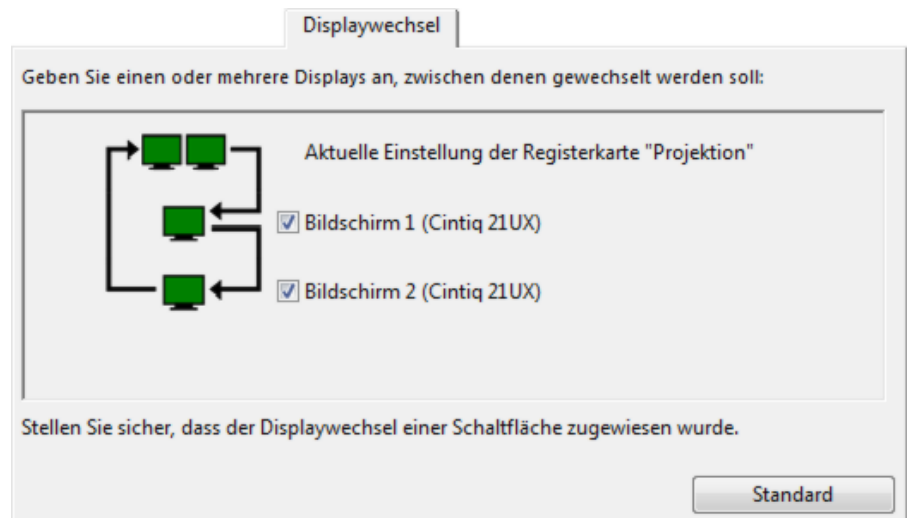 Displaywechsel
Geben Sie einen oder mehrere Displays an, zwischen denen gewechselt werden soll:
Aktuelle Einstellung der Registerkarte "Projektion"
Bildschirm 1 (Cintiq 21UX)
Bildschirm 2 (Cintiq 21UX)
Stellen Sie sicher, dass der Displaywechsel einer Schaltfläche zugewiesen wurde.
Standard